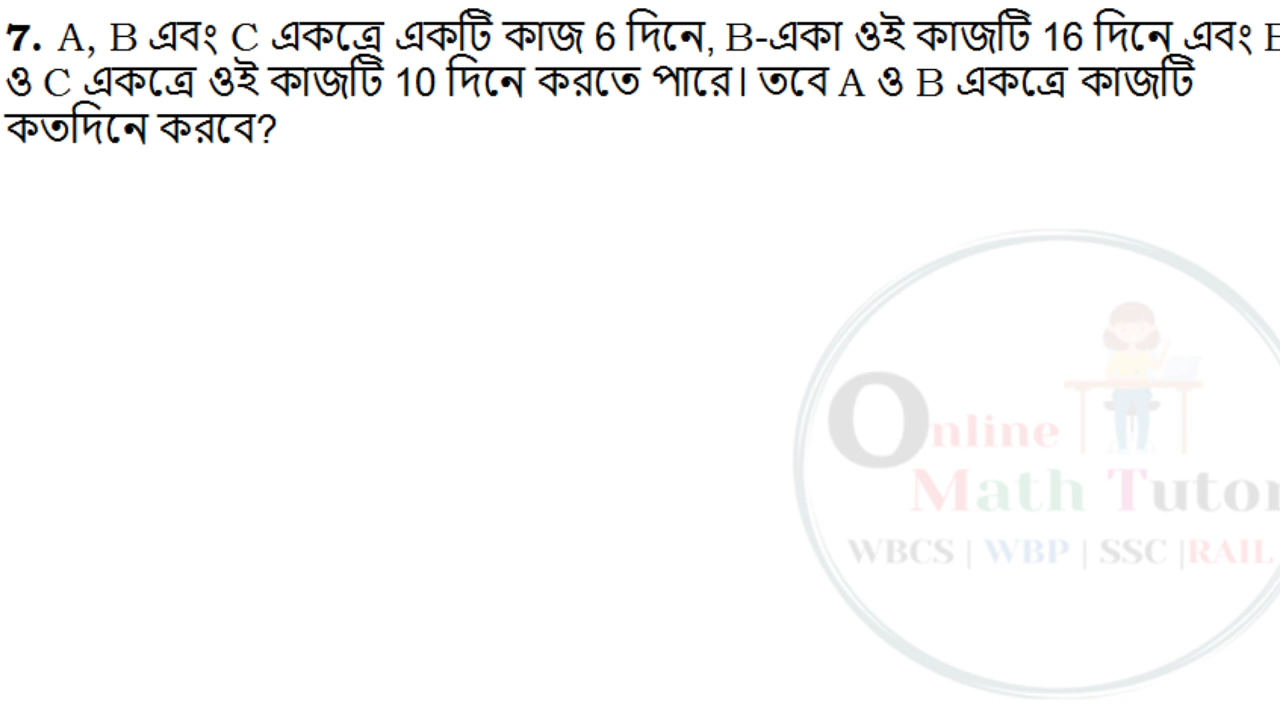 7. A, B এবং C একত্রে একটি কাজ 6 দিনে, B-একা ওই কাজটি 16 দিনে এবং
ও C একত্রে ওই কাজটি 10 দিনে করতে পারে। তবে A ও B একত্রে কাজটি
কতদিনে করবে?
Online
Math Tutor
WBCS | WBP | SSC |RAIL